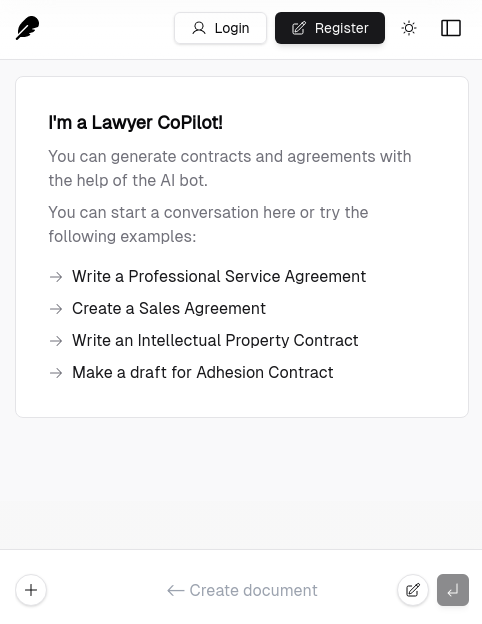 Login
Register
I'm a Lawyer CoPilot!
You can generate contracts and agreements with
the help of the AI bot.
You can start a conversation here or try the
following examples:
Write a Professional Service Agreement
Create a Sales Agreement
Write an Intellectual Property Contract
Make a draft for Adhesion Contract
Create document